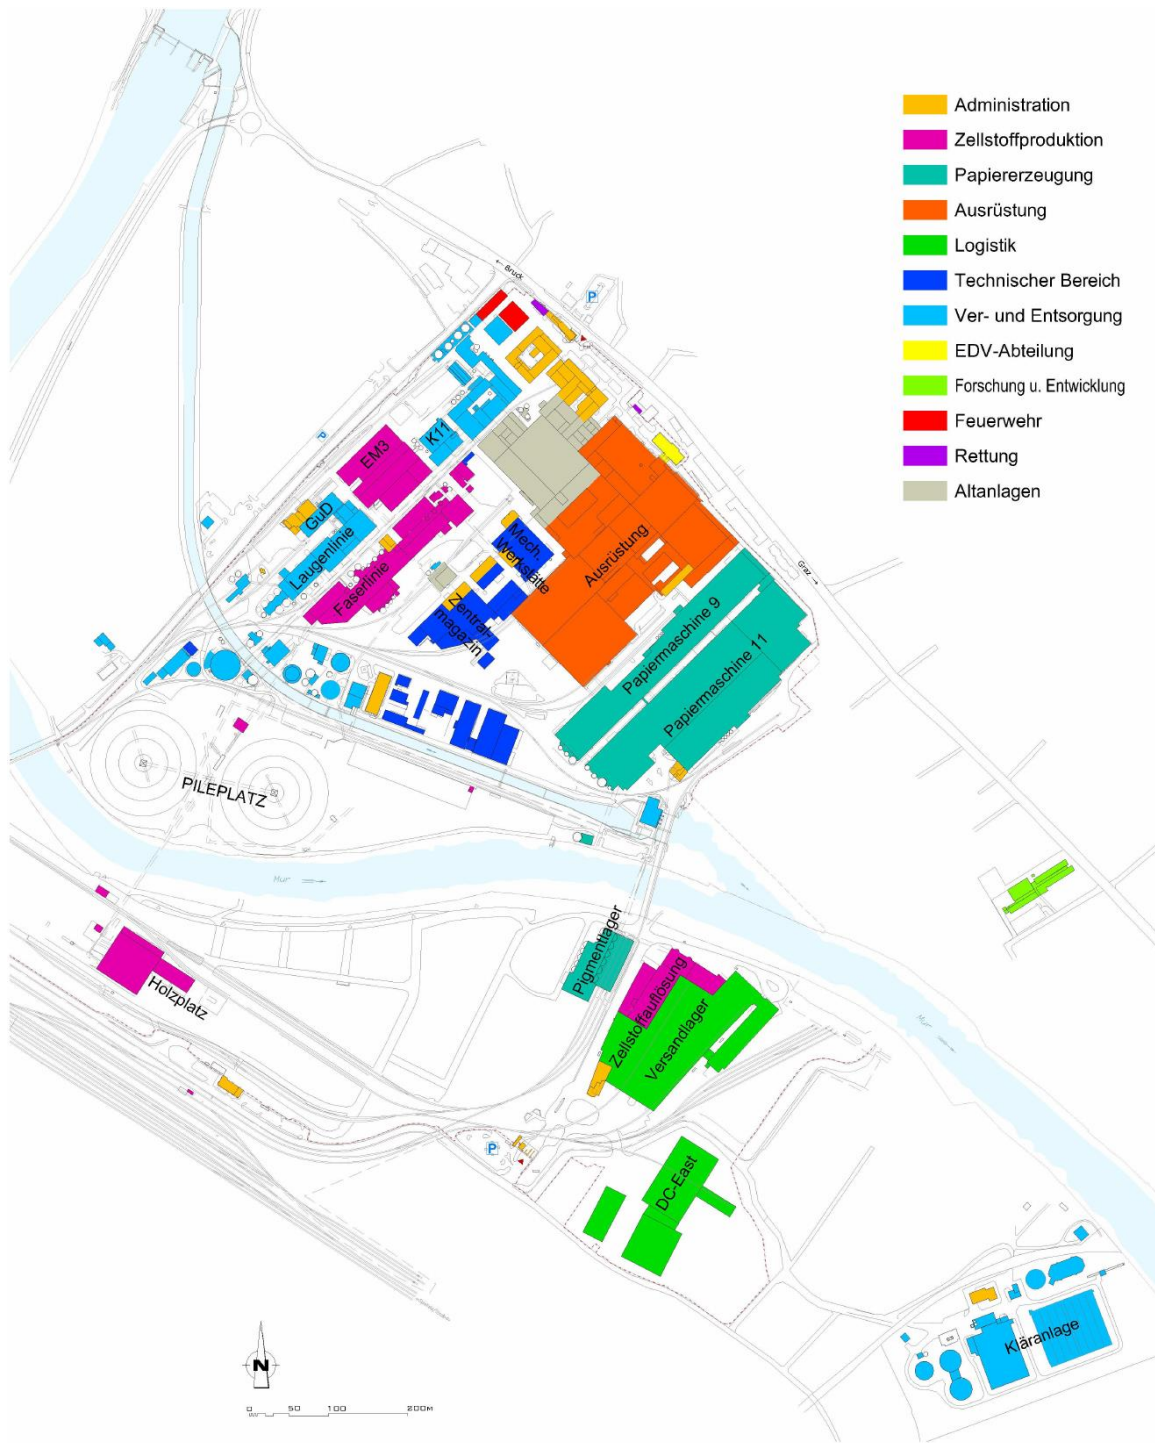 Administration
Zellstoffproduktion
Papiererzeugung
Ausrüstung
Logistik
Technischer Bereich
Ver- und Entsorgung
EDV-Abteilung
Forschung u. Entwicklung
Feuerwehr
Rettung
Altanlagen
← Bruck
P
P
K11
EM3
GuD
Laugenlinie
Faserlinie
Mech.
Werkstätte
Zentral-
magazin
Ausrüstung
Graz →
Papiermaschine 9
Papiermaschine 11
PILEPLATZ
Mur
Pigmentlager
Holzplatz
Zellstoffauflösung
Versandlager
Mur
P
DC-East
Kläranlage
N
0 50 100 200M